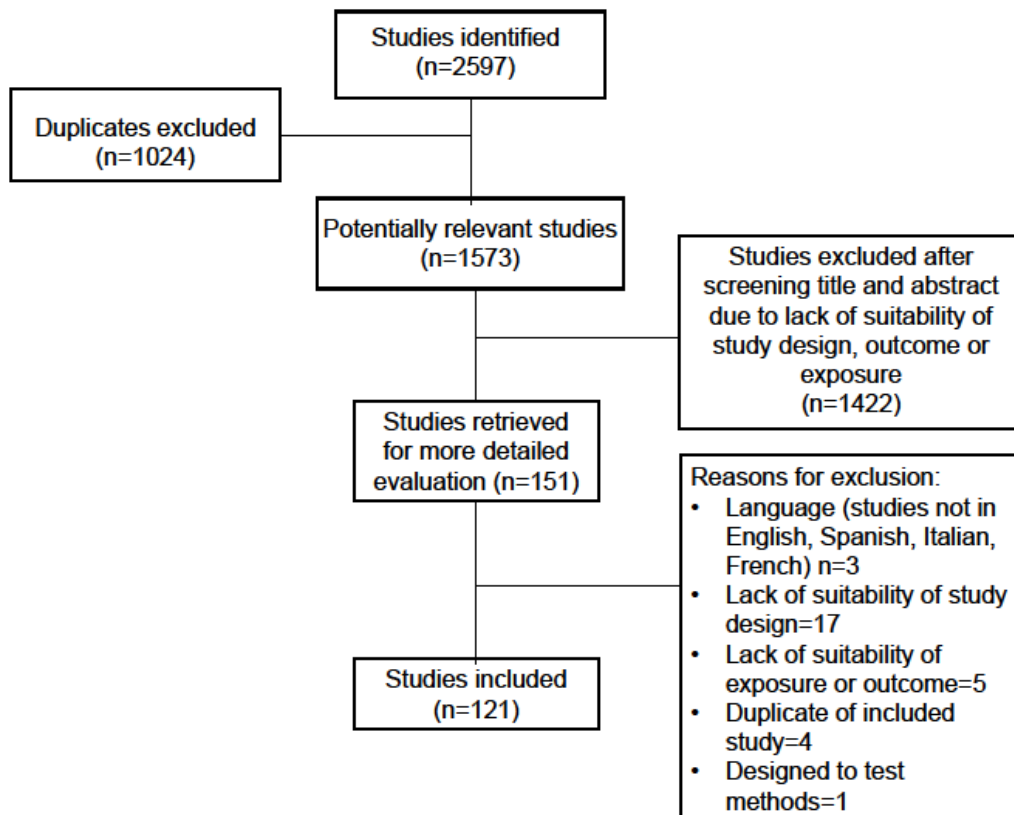 Studies identified
(n=2597)
Duplicates excluded
(n=1024)
Potentially relevant studies
(n=1573)
Studies excluded after
screening title and abstract
due to lack of suitability of
study design, outcome or
exposure
(n=1422)
Studies retrieved
for more detailed
evaluation (n=151)
Reasons for exclusion:
• Language (studies not in
English, Spanish, Italian,
French) n=3
• Lack of suitability of study
design=17
• Lack of suitability of
exposure or outcome=5
• Duplicate of included
study=4
• Designed to test
methods=1
Studies included
(n=121)